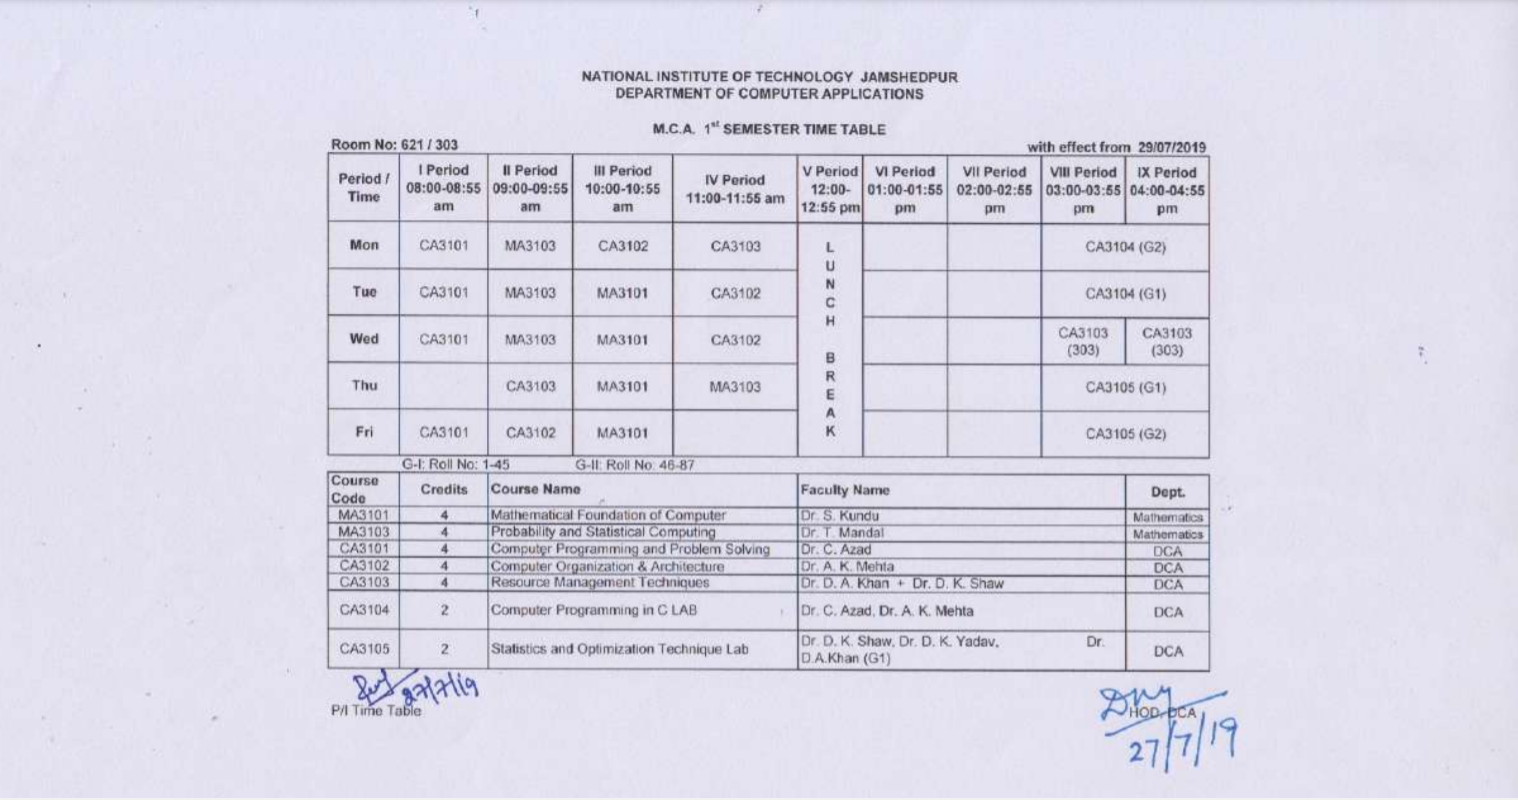 NATIONAL INSTITUTE OF TECHNOLOGY JAMSHEDPUR
DEPARTMENT OF COMPUTER APPLICATIONS
M.C.A. 1st SEMESTER TIME TABLE
Room No: 621 / 303 with effect from 29/07/2019
Period / Time I Period 08:00-08:55 am II Period 09:00-09:55 am III Period 10:00-10:55 am IV Period 11:00-11:55 am V Period 12:00-12:55 pm VI Period 01:00-01:55 pm VII Period 02:00-02:55 pm VIII Period 03:00-03:55 pm IX Period 04:00-04:55 pm
Mon CA3101 MA3103 CA3102 CA3103 LUNCH BREAK CA3104 (G2)
Tue CA3101 MA3103 MA3101 CA3102 CA3104 (G1)
Wed CA3101 MA3103 MA3101 CA3102 CA3103 (303) CA3103 (303)
Thu CA3103 MA3101 MA3103 CA3105 (G1)
Fri CA3101 CA3102 MA3101 CA3105 (G2)
G-I: Roll No: 1-45 G-II: Roll No: 46-87
Course Code Credits Course Name Faculty Name Dept.
MA3101 4 Mathematical Foundation of Computer Dr. S. Kundu Mathematics
MA3103 4 Probability and Statistical Computing Dr. T. Mandal Mathematics
CA3101 4 Computer Programming and Problem Solving Dr. C. Azad DCA
CA3102 4 Computer Organization & Architecture Dr. A. K. Mehta DCA
CA3103 4 Resource Management Techniques Dr. D. A. Khan + Dr. D. K. Shaw DCA
CA3104 2 Computer Programming in C LAB Dr. C. Azad, Dr. A. K. Mehta DCA
CA3105 2 Statistics and Optimization Technique Lab Dr. D. K. Shaw, Dr. D. K. Yadav, Dr. D.A.Khan (G1) DCA
27/7/19
P/I Time Table HOD, DCA
27/7/19